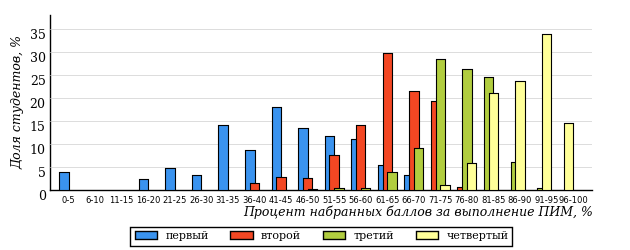 Доля студентов, %
35
30
25
20
15
10
5
0
0-5 6-10 11-15 16-20 21-25 26-30 31-35 36-40 41-45 46-50 51-55 56-60 61-65 66-70 71-75 76-80 81-85 86-90 91-95 96-100
Процент набранных баллов за выполнение ПИМ, %
первый второй третий четвертый